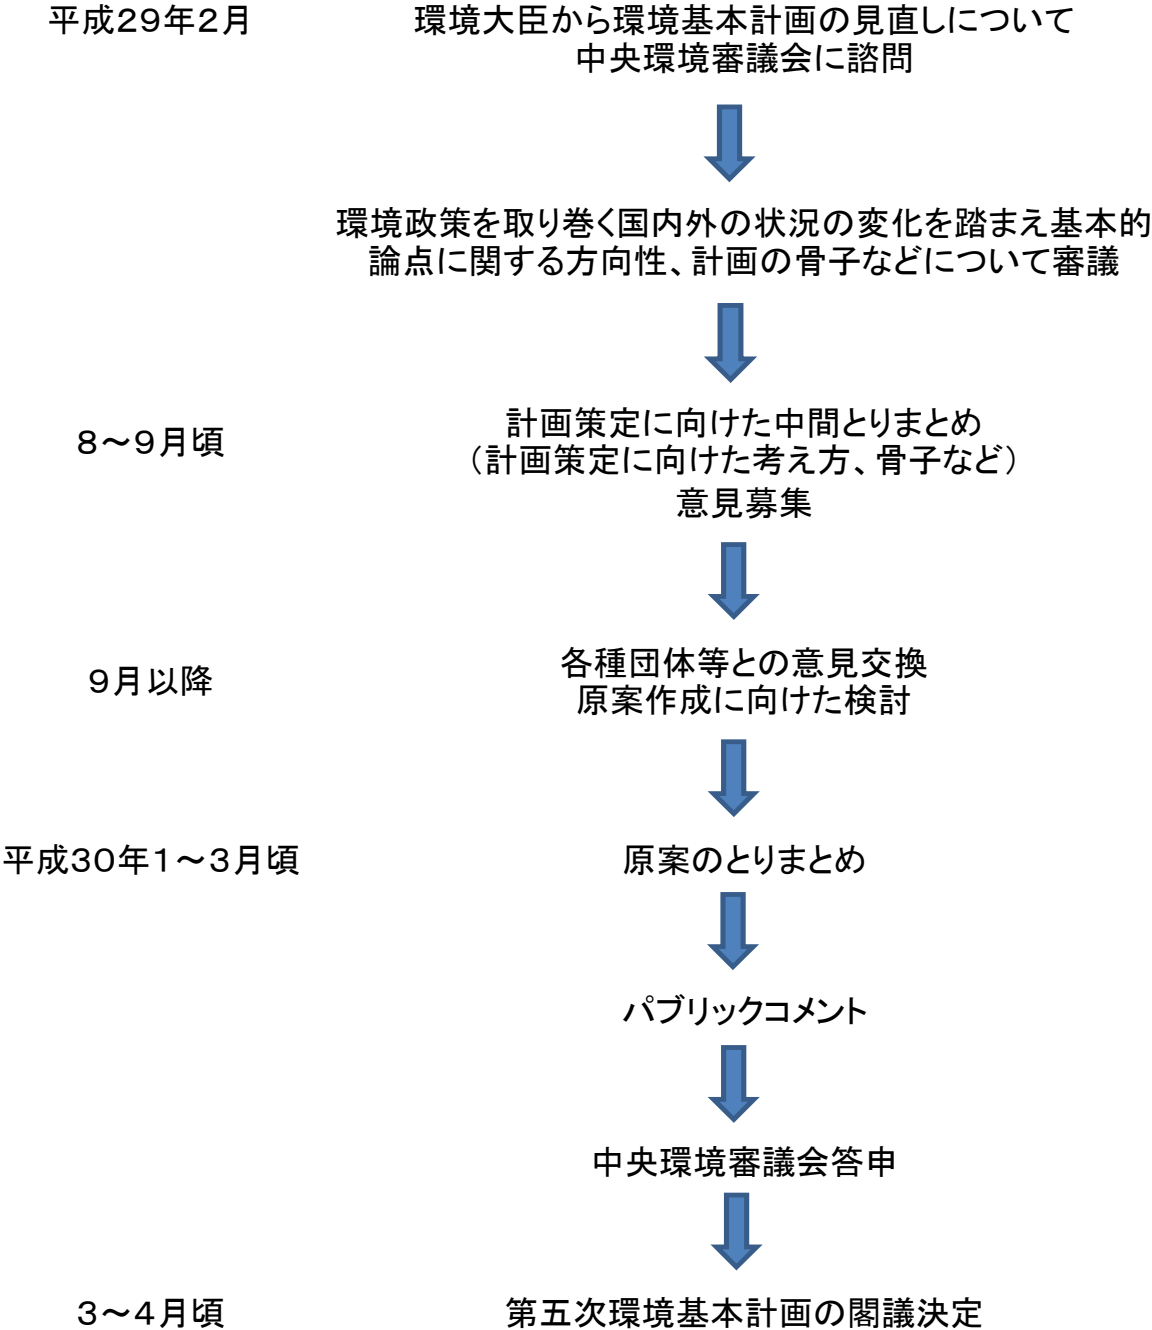 平成29年2月
環境大臣から環境基本計画の見直しについて
中央環境審議会に諮問
環境政策を取り巻く国内外の状況の変化を踏まえ基本的
論点に関する方向性、計画の骨子などについて審議
8～9月頃
計画策定に向けた中間とりまとめ
（計画策定に向けた考え方、骨子など）
意見募集
9月以降
各種団体等との意見交換
原案作成に向けた検討
平成30年1～3月頃
原案のとりまとめ
パブリックコメント
中央環境審議会答申
3～4月頃
第五次環境基本計画の閣議決定